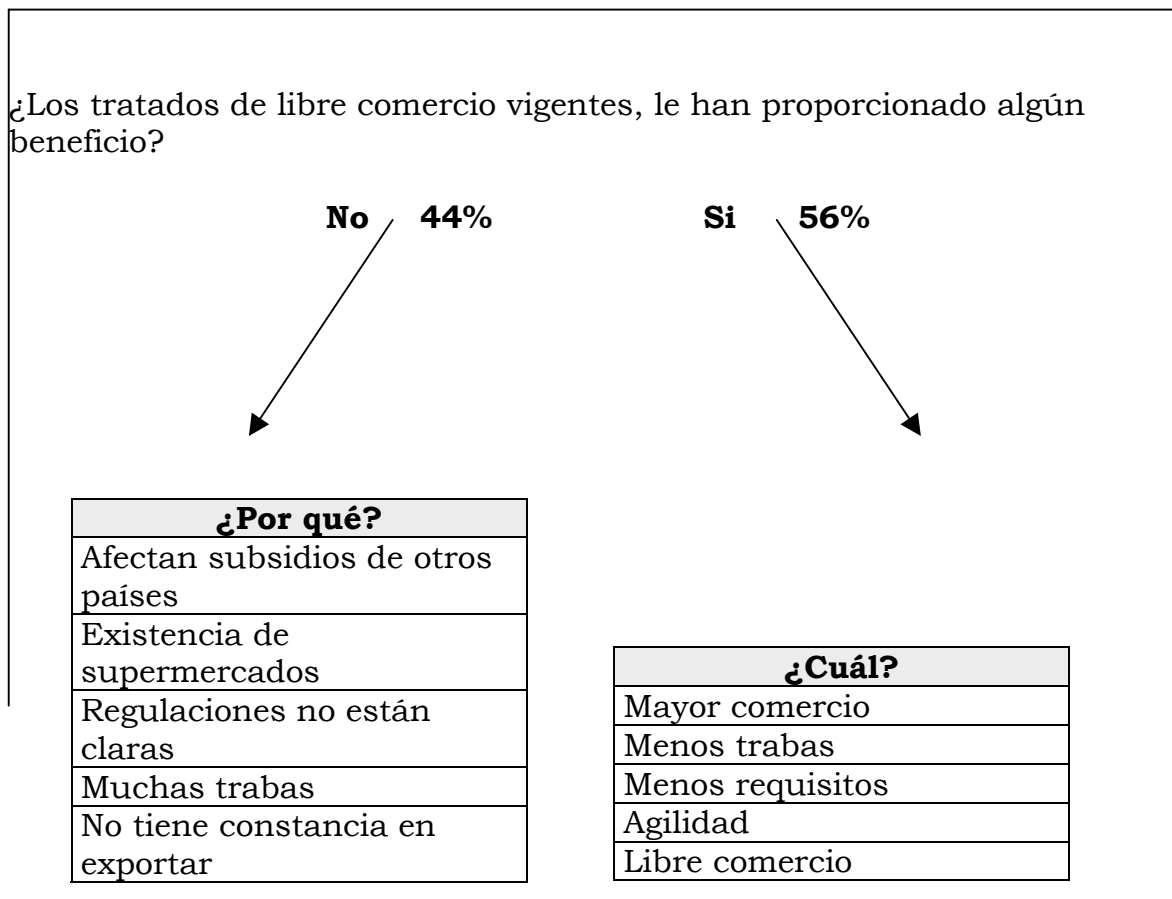 ¿Los tratados de libre comercio vigentes, le han proporcionado algún
beneficio?
No 44% Si 56%
¿Por qué?
Afectan subsidios de otros
países
Existencia de
supermercados
Regulaciones no están
claras
Muchas trabas
No tiene constancia en
exportar
¿Cuál?
Mayor comercio
Menos trabas
Menos requisitos
Agilidad
Libre comercio